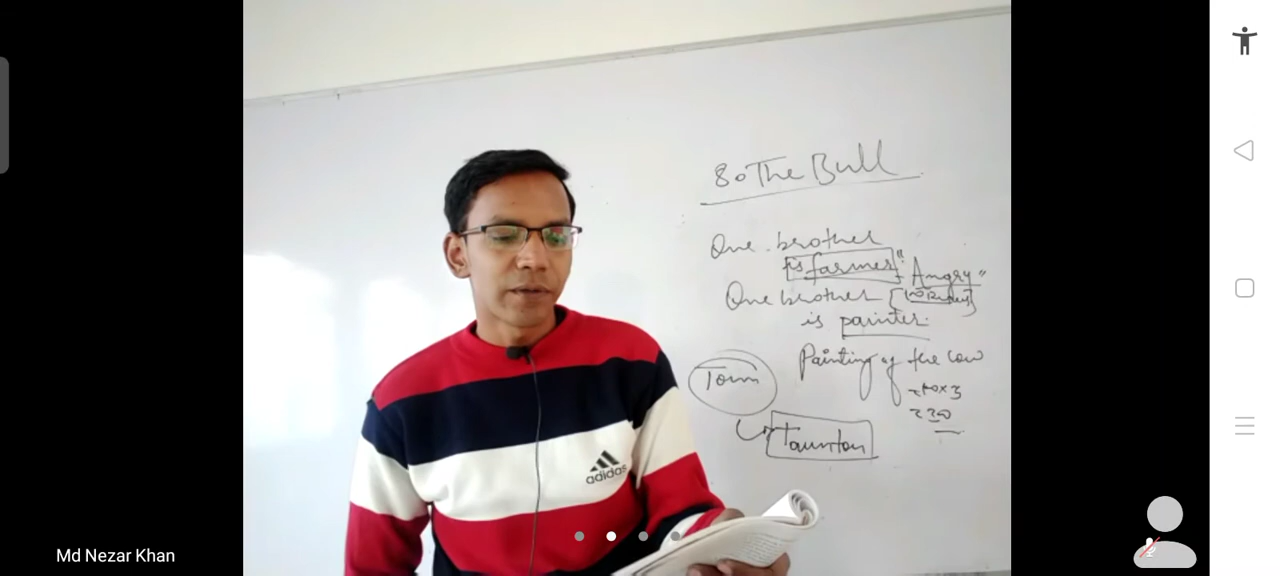 8. The Bull
One brother
is farmer - "Angry"
One brother
is painter.
Painting of the cow
Town
Taunton
adidas
Md Nezar Khan